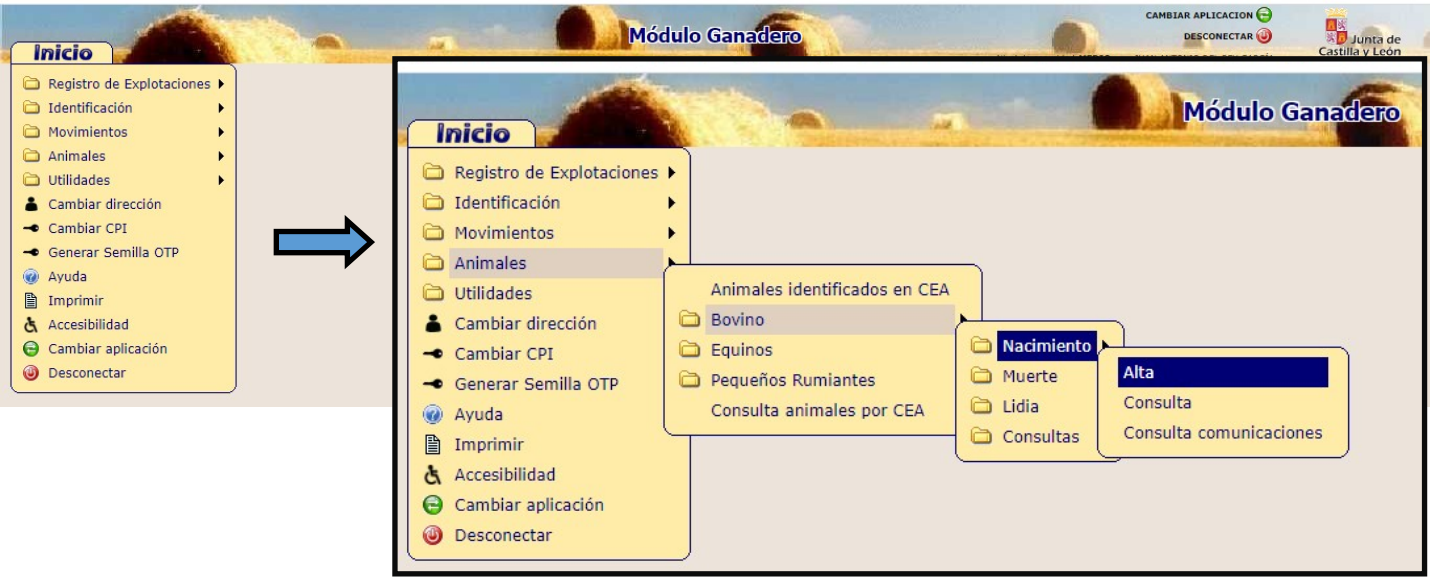 Módulo Ganadero
CAMBIAR APLICACION
DESCONECTAR
Junta de
Castilla y León
Inicio
Registro de Explotaciones
Identificación
Movimientos
Animales
Utilidades
Cambiar dirección
Cambiar CPI
Generar Semilla OTP
Ayuda
Imprimir
Accesibilidad
Cambiar aplicación
Desconectar
Módulo Ganadero
Inicio
Registro de Explotaciones
Identificación
Movimientos
Animales
Utilidades
Cambiar dirección
Cambiar CPI
Generar Semilla OTP
Ayuda
Imprimir
Accesibilidad
Cambiar aplicación
Desconectar
Animales identificados en CEA
Bovino
Equinos
Pequeños Rumiantes
Consulta animales por CEA
Nacimiento
Muerte
Lidia
Consultas
Alta
Consulta
Consulta comunicaciones